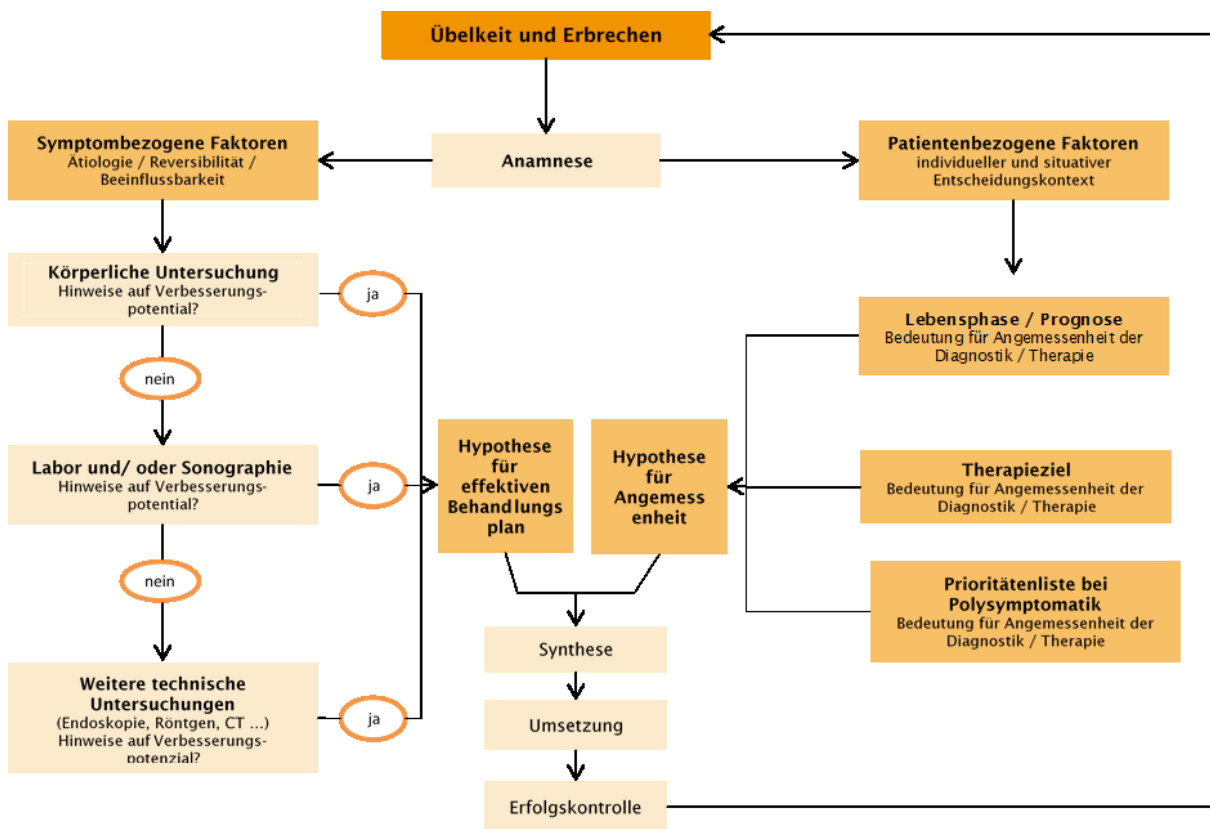 Übelkeit und Erbrechen
Symptombezogene Faktoren
Ätiologie / Reversibilität /
Beeinflussbarkeit
Anamnese
Patientenbezogene Faktoren
individueller und situativer
Entscheidungskontext
Körperliche Untersuchung
Hinweise auf Verbesserungs-
potential?
ja
nein
Lebensphase / Prognose
Bedeutung für Angemessenheit der
Diagnostik / Therapie
Labor und/ oder Sonographie
Hinweise auf Verbesserungs-
potential?
ja
nein
Hypothese
für
effektiven
Behandlungs
plan
Hypothese
für
Angemess
enheit
Therapieziel
Bedeutung für Angemessenheit der
Diagnostik / Therapie
Prioritätenliste bei
Polysymptomatik
Bedeutung für Angemessenheit der
Diagnostik / Therapie
Weitere technische
Untersuchungen
(Endoskopie, Röntgen, CT ...)
Hinweise auf Verbesserungs-
potenzial?
ja
Synthese
Umsetzung
Erfolgskontrolle